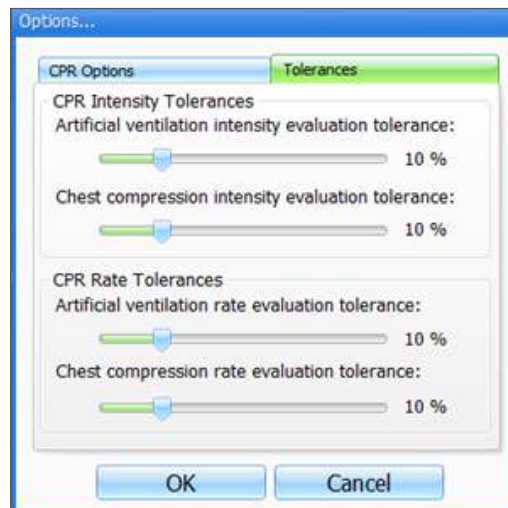 Options...
CPR Options
Tolerances
CPR Intensity Tolerances
Artificial ventilation intensity evaluation tolerance:
10 %
Chest compression intensity evaluation tolerance:
10 %
CPR Rate Tolerances
Artificial ventilation rate evaluation tolerance:
10 %
Chest compression rate evaluation tolerance:
10 %
OK
Cancel